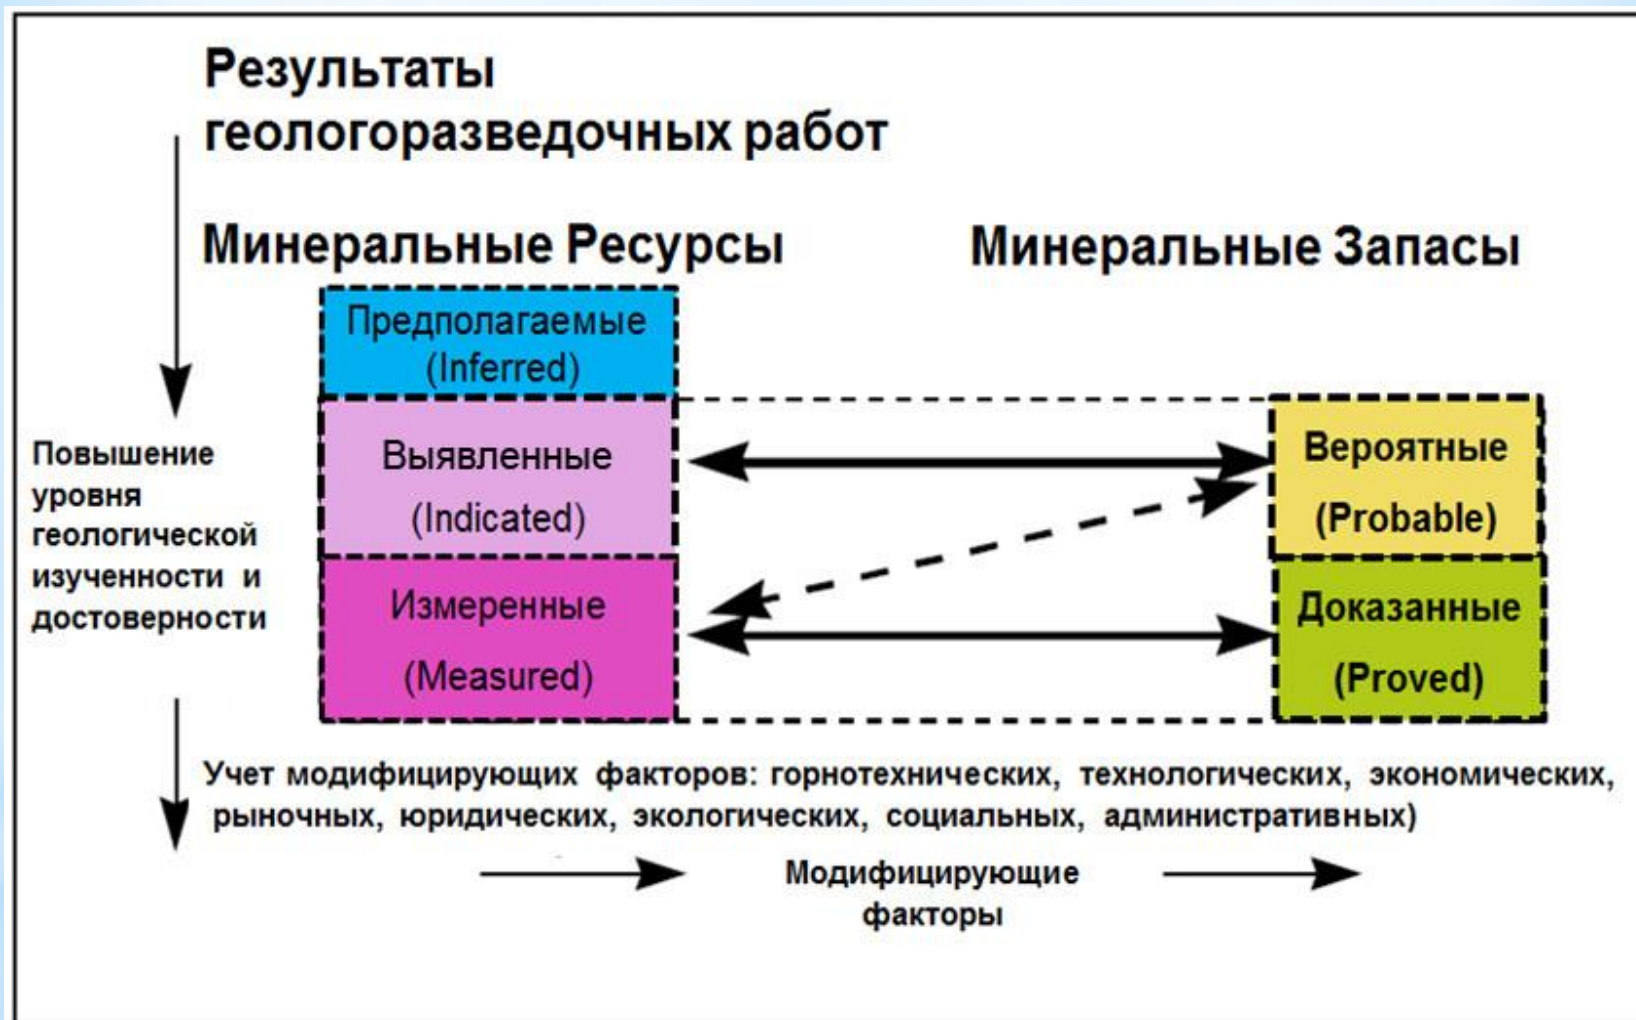 Результаты
геологоразведочных работ
Минеральные Ресурсы
Минеральные Запасы
Предполагаемые
(Inferred)
Выявленные
(Indicated)
Измеренные
(Measured)
Вероятные
(Probable)
Доказанные
(Proved)
Повышение
уровня
геологической
изученности и
достоверности
Учет модифицирующих факторов: горнотехнических, технологических, экономических,
рыночных, юридических, экологических, социальных, административных)
Модифицирующие
факторы